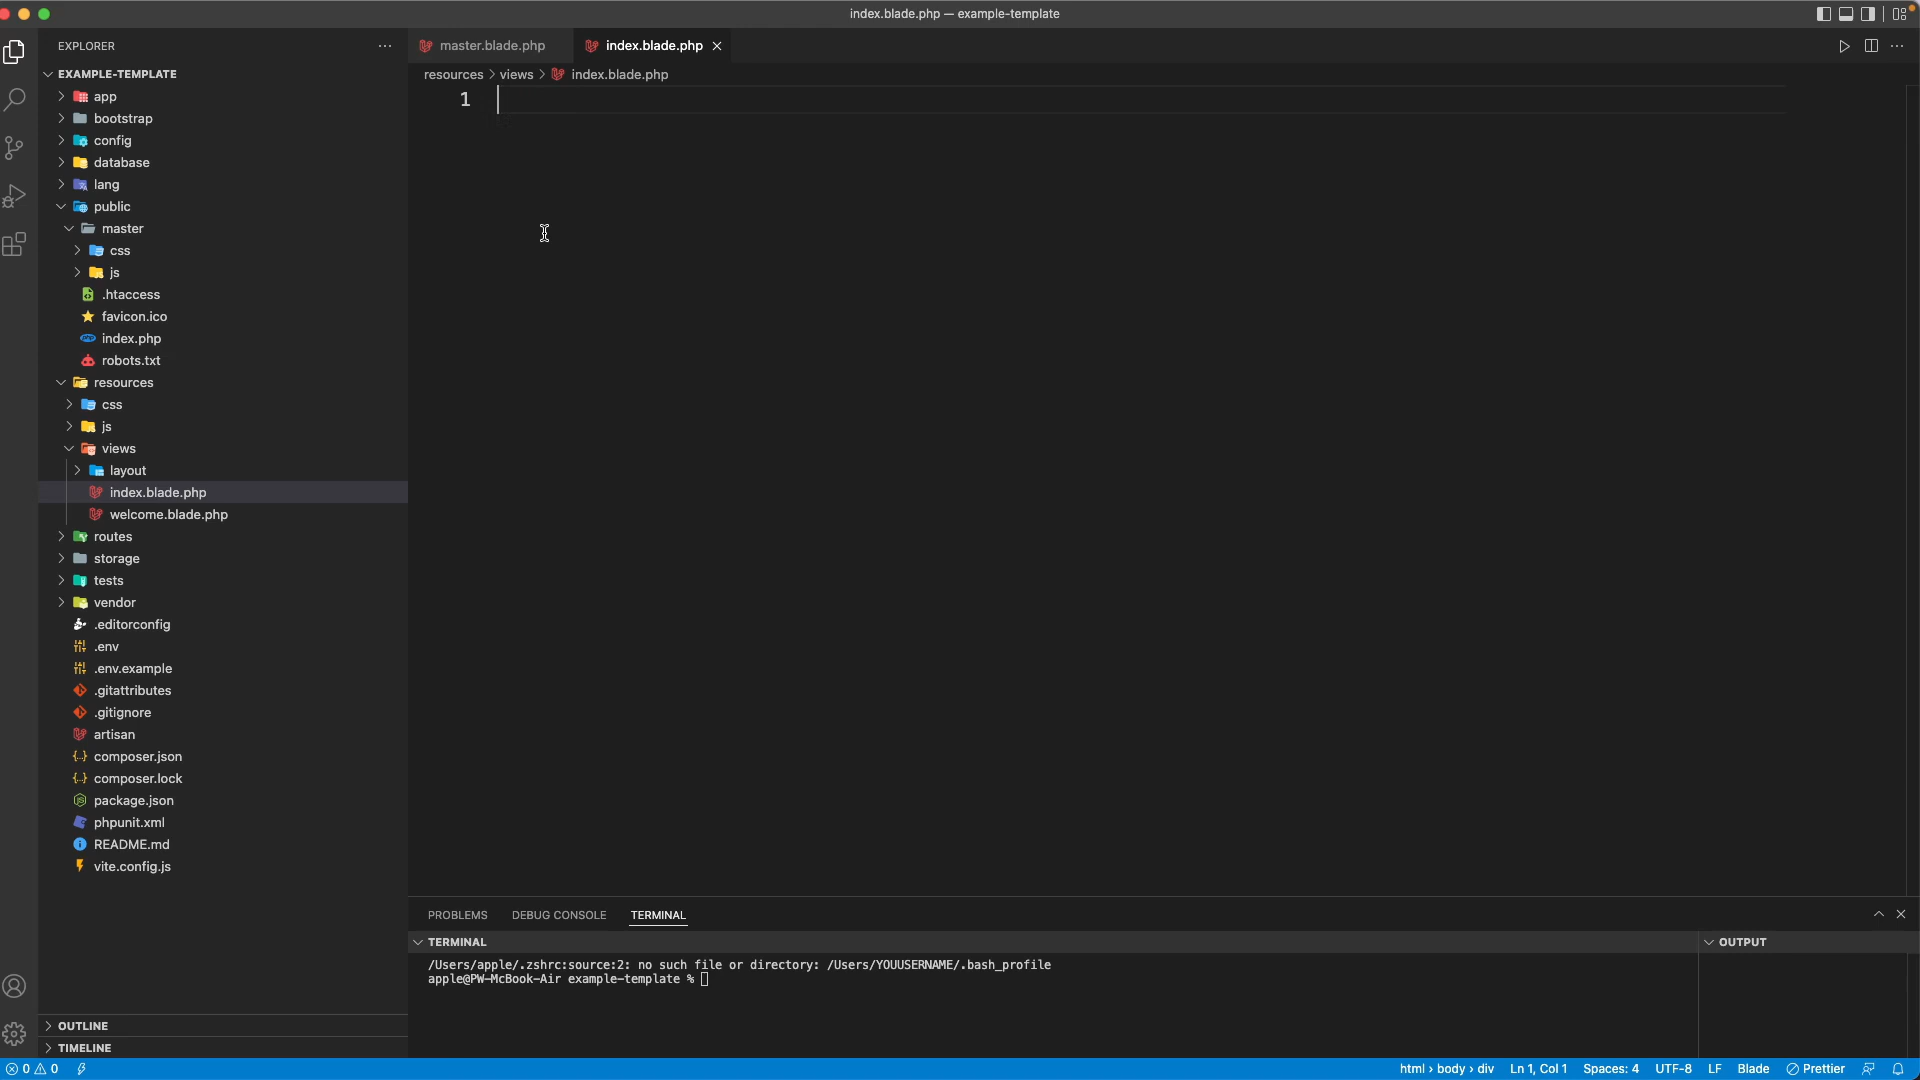 index.blade.php — example-template
EXPLORER
master.blade.php
index.blade.php
EXAMPLE-TEMPLATE
resources
views
index.blade.php
1
app
bootstrap
config
database
lang
public
master
css
js
.htaccess
favicon.ico
index.php
robots.txt
resources
css
js
views
layout
index.blade.php
welcome.blade.php
routes
storage
tests
vendor
.editorconfig
.env
.env.example
.gitattributes
.gitignore
artisan
composer.json
composer.lock
package.json
phpunit.xml
README.md
vite.config.js
OUTLINE
TIMELINE
PROBLEMS DEBUG CONSOLE TERMINAL
TERMINAL
OUTPUT
/Users/apple/.zshrc:source:2: no such file or directory: /Users/YOUUSERNAME/.bash_profile
apple@PW-McBook-Air example-template %
0 0
html › body › div
Ln 1, Col 1
Spaces: 4
UTF-8
LF
Blade
Prettier